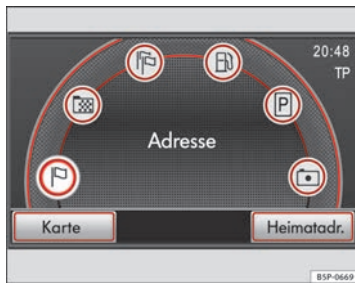 20:48
TP
P
Adresse
Karte
Heimatadr.
B5P-0669